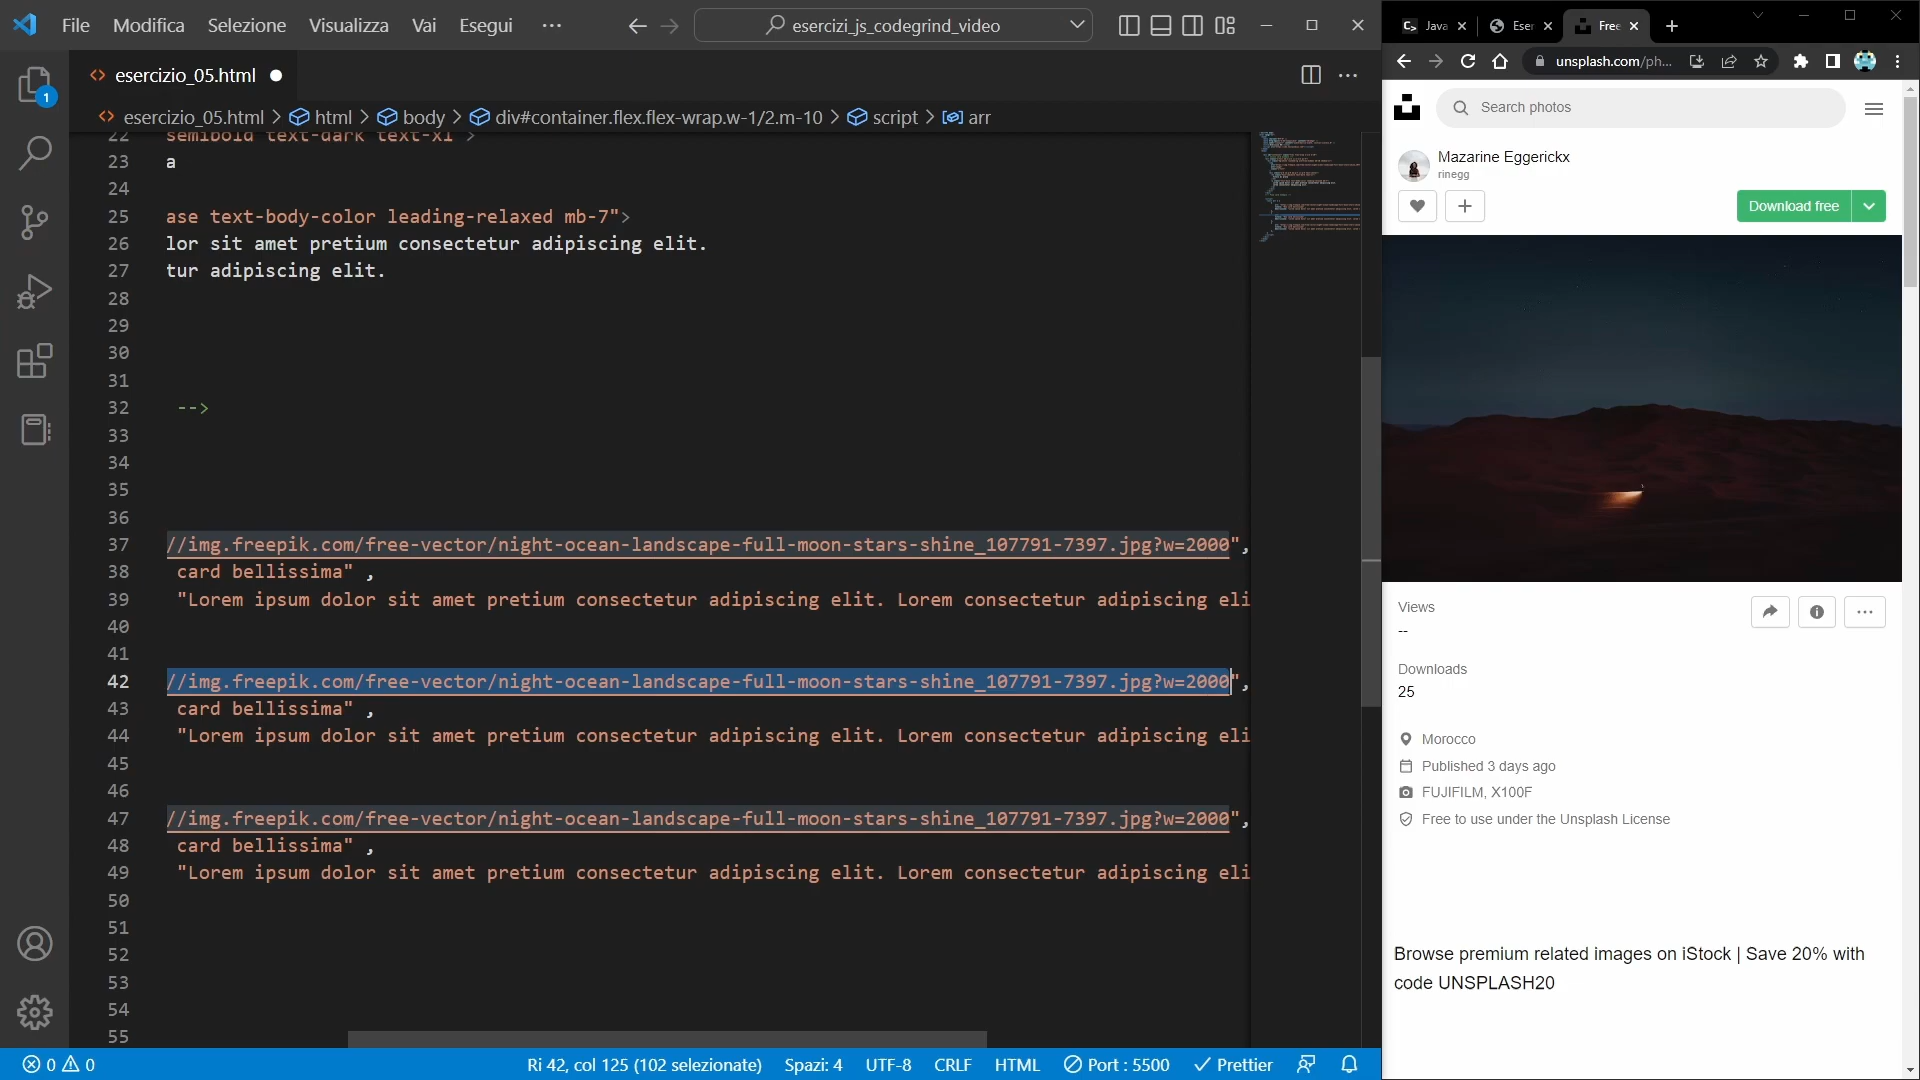 File Modifica Selezione Visualizza Vai Esegui ··· esercizi_js_codegrind_video
esercizio_05.html
esercizio_05.html > html > body > div#container.flex.flex-wrap.w-1/2.m-10 > script > arr
22 semibold text-dark text-xl">
23 a
24
25 ase text-body-color leading-relaxed mb-7">
26 lor sit amet pretium consectetur adipiscing elit.
27 tur adipiscing elit.
28
29
30
31
32 -->
33
34
35
36
37 //img.freepik.com/free-vector/night-ocean-landscape-full-moon-stars-shine_107791-7397.jpg?w=2000",
38 card bellissima" ,
39 "Lorem ipsum dolor sit amet pretium consectetur adipiscing elit. Lorem consectetur adipiscing eli
40
41
42 //img.freepik.com/free-vector/night-ocean-landscape-full-moon-stars-shine_107791-7397.jpg?w=2000",
43 card bellissima" ,
44 "Lorem ipsum dolor sit amet pretium consectetur adipiscing elit. Lorem consectetur adipiscing eli
45
46
47 //img.freepik.com/free-vector/night-ocean-landscape-full-moon-stars-shine_107791-7397.jpg?w=2000",
48 card bellissima" ,
49 "Lorem ipsum dolor sit amet pretium consectetur adipiscing elit. Lorem consectetur adipiscing eli
50
51
52
53
54
55
1
0 0 Ri 42, col 125 (102 selezionate) Spazi: 4 UTF-8 CRLF HTML Port : 5500 Prettier
Java Eser Free
unsplash.com/ph...
Search photos
Mazarine Eggerickx
rinegg
Download free
Views
--
Downloads
25
Morocco
Published 3 days ago
FUJIFILM, X100F
Free to use under the Unsplash License
Browse premium related images on iStock | Save 20% with
code UNSPLASH20